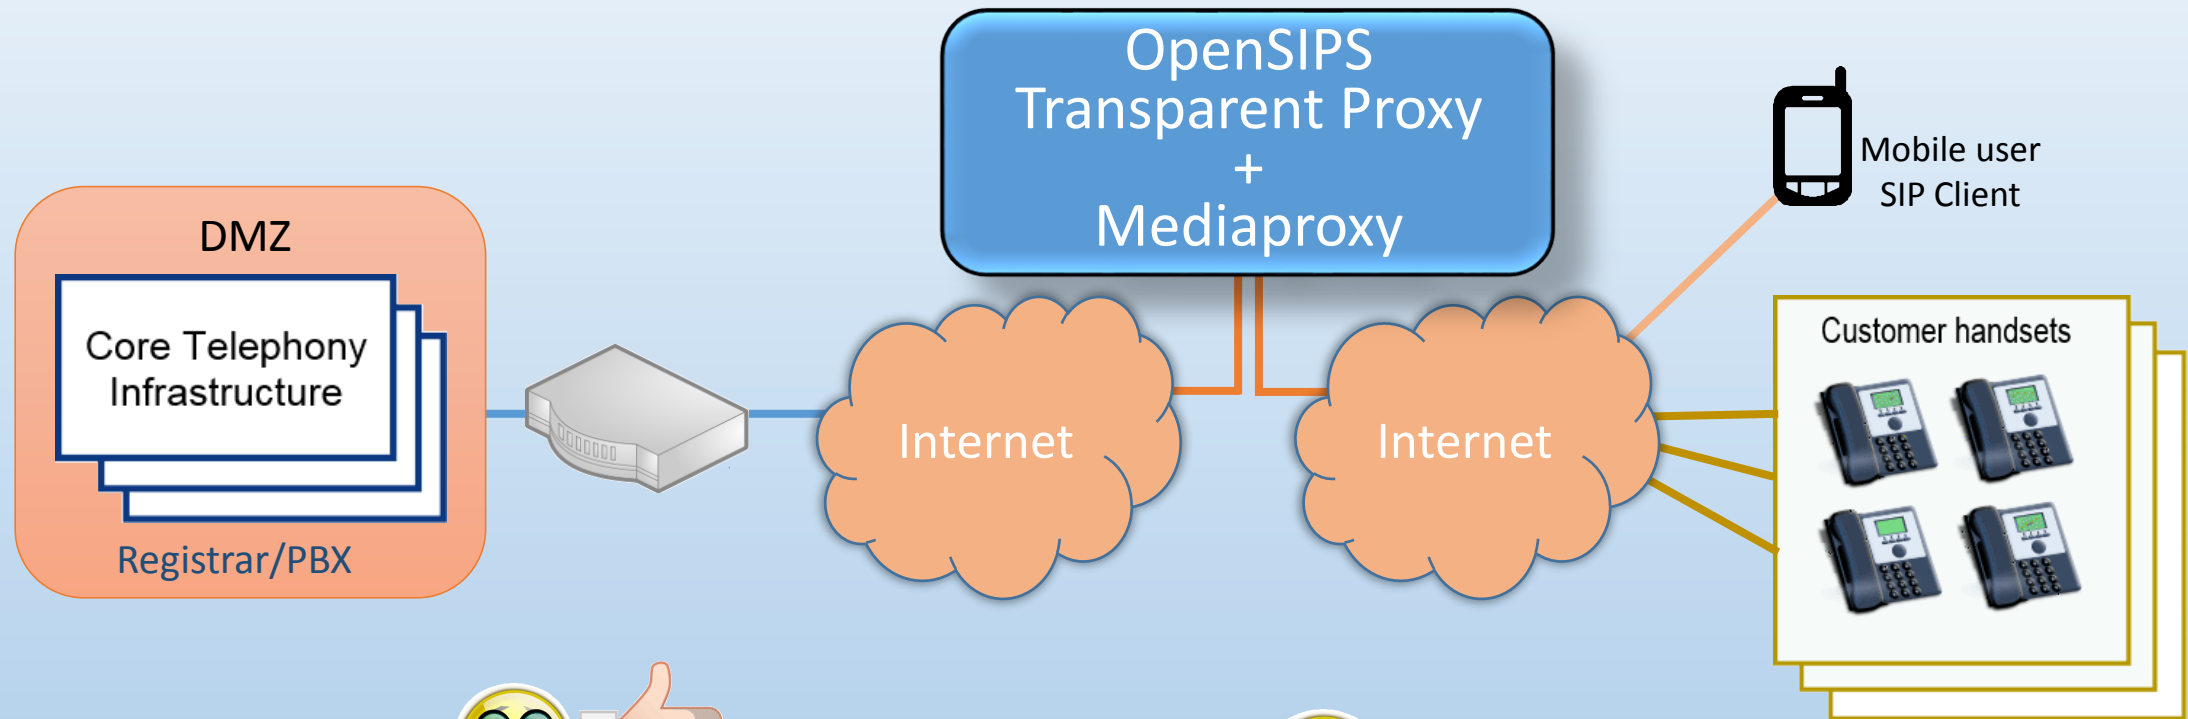 OpenSIPS
Transparent Proxy
+
Mediaproxy
Mobile user
SIP Client
DMZ
Core Telephony
Infrastructure
Registrar/PBX
Internet
Internet
Customer handsets